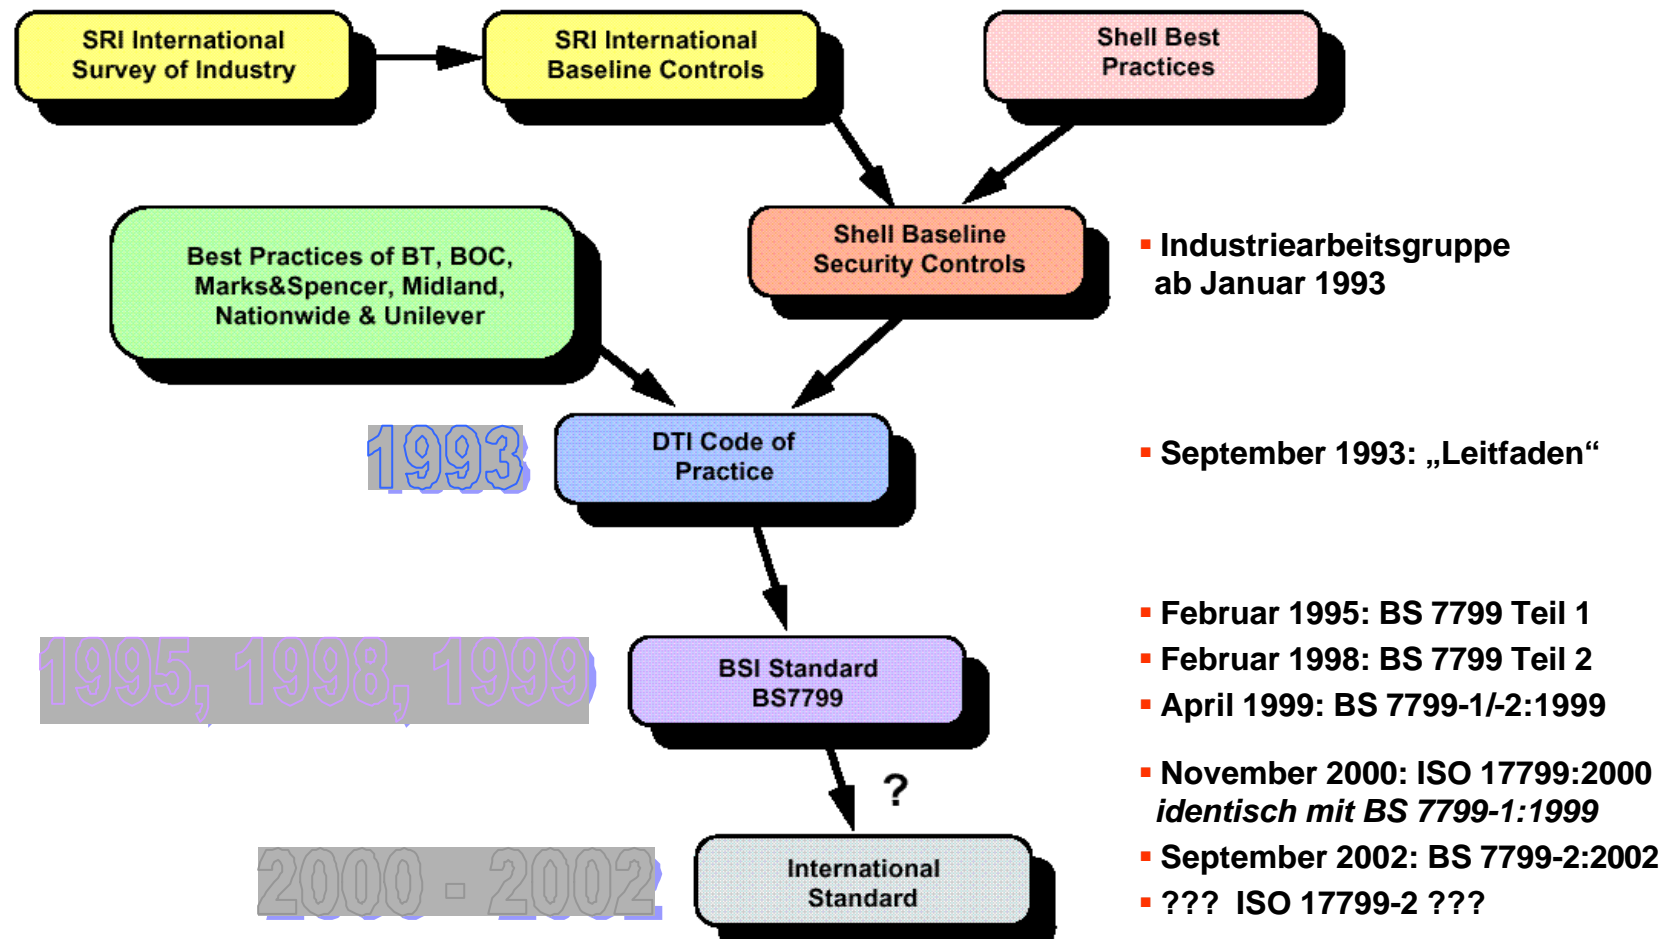 SRI International
Survey of Industry
SRI International
Baseline Controls
Shell Best
Practices
Best Practices of BT, BOC,
Marks&Spencer, Midland,
Nationwide & Unilever
Shell Baseline
Security Controls
▪ Industriearbeitsgruppe
ab Januar 1993
1993
DTI Code of
Practice
▪ September 1993: „Leitfaden“
1995, 1998, 1999
BSI Standard
BS7799
▪ Februar 1995: BS 7799 Teil 1
▪ Februar 1998: BS 7799 Teil 2
▪ April 1999: BS 7799-1/-2:1999
?
▪ November 2000: ISO 17799:2000
identisch mit BS 7799-1:1999
2000 - 2002
International
Standard
▪ September 2002: BS 7799-2:2002
▪ ??? ISO 17799-2 ???